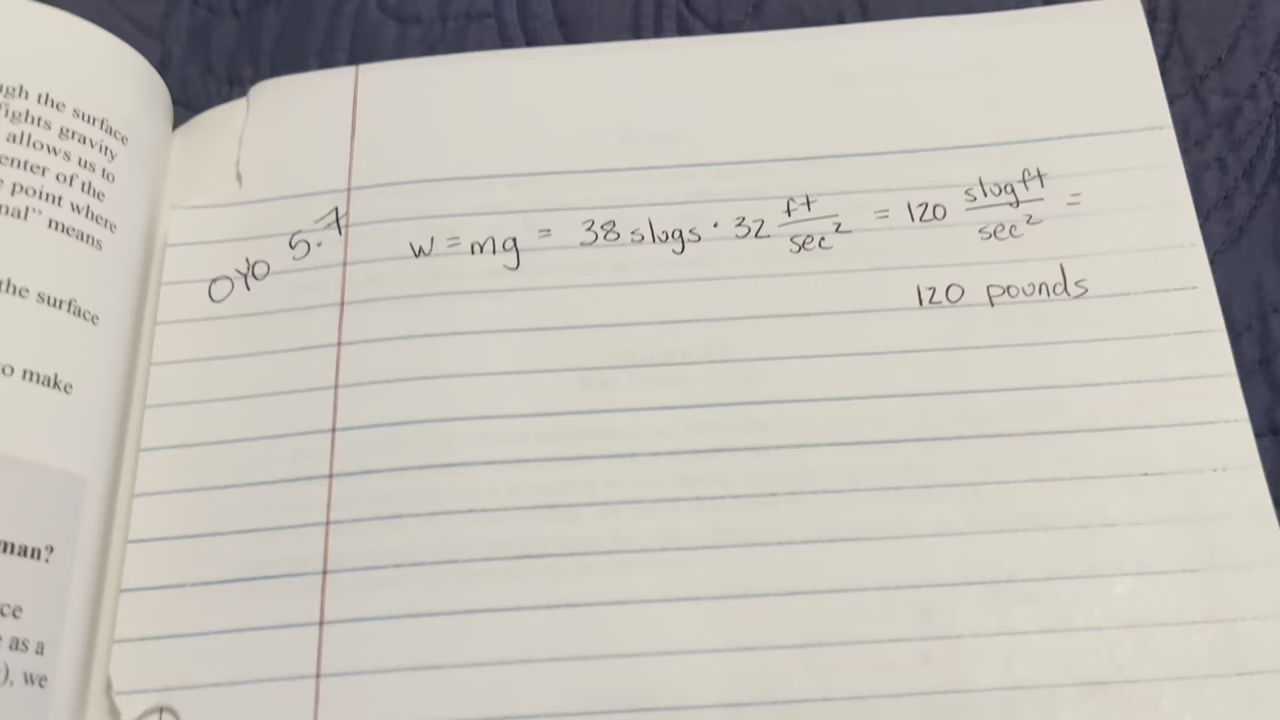 ugh the surface
fights gravity
allows us to
enter of the
point where
nal” means
the surface
o make
man?
ce
as a
), we
OYO 5.7
W = mg = 38 slugs · 32 ft/sec² = 120 slugft/sec² =
120 pounds